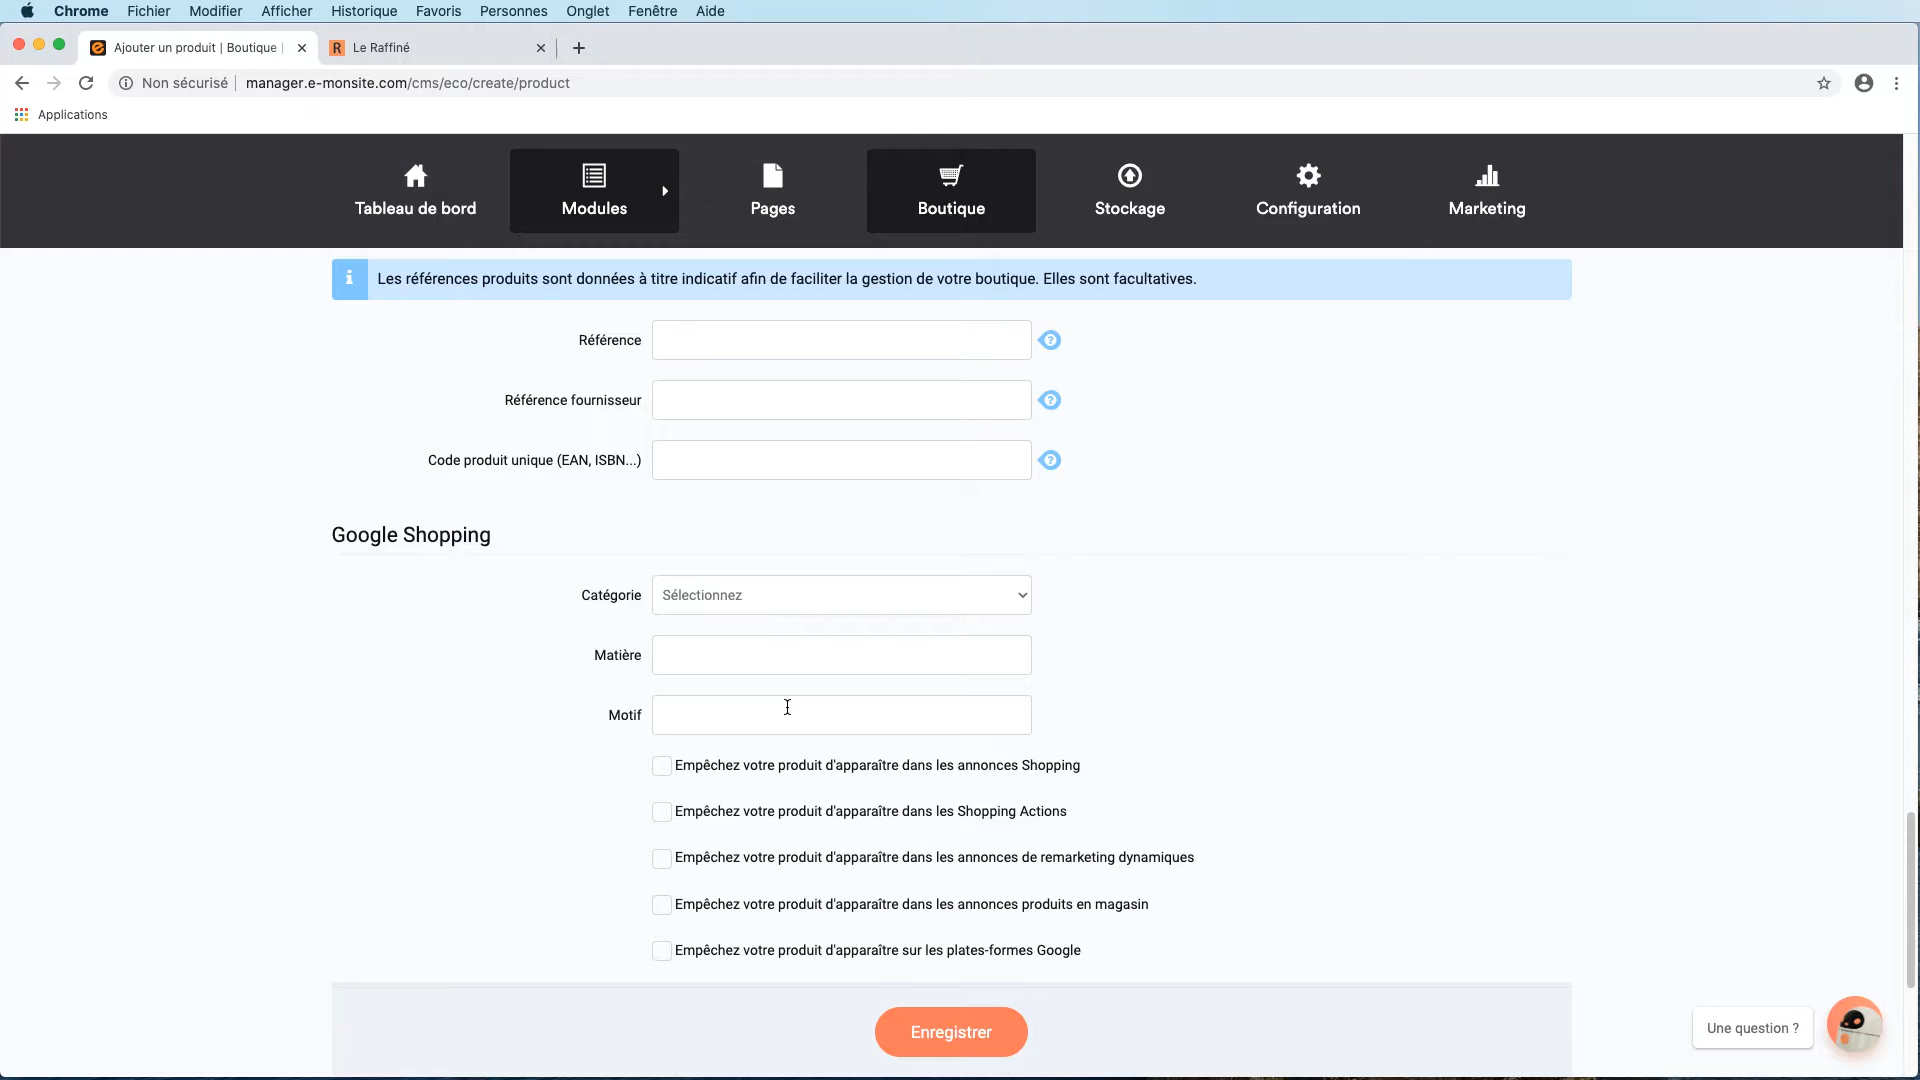 Chrome Fichier Modifier Afficher Historique Favoris Personnes Onglet Fenêtre Aide
Ajouter un produit | Boutique |
R Le Raffiné
Non sécurisé manager.e-monsite.com/cms/eco/create/product
Applications
Tableau de bord Modules Pages Boutique Stockage Configuration Marketing
Les références produits sont données à titre indicatif afin de faciliter la gestion de votre boutique. Elles sont facultatives.
Référence
Référence fournisseur
Code produit unique (EAN, ISBN...)
Google Shopping
Catégorie Sélectionnez
Matière
Motif
Empêchez votre produit d'apparaître dans les annonces Shopping
Empêchez votre produit d'apparaître dans les Shopping Actions
Empêchez votre produit d'apparaître dans les annonces de remarketing dynamiques
Empêchez votre produit d'apparaître dans les annonces produits en magasin
Empêchez votre produit d'apparaître sur les plates-formes Google
Enregistrer
Une question ?